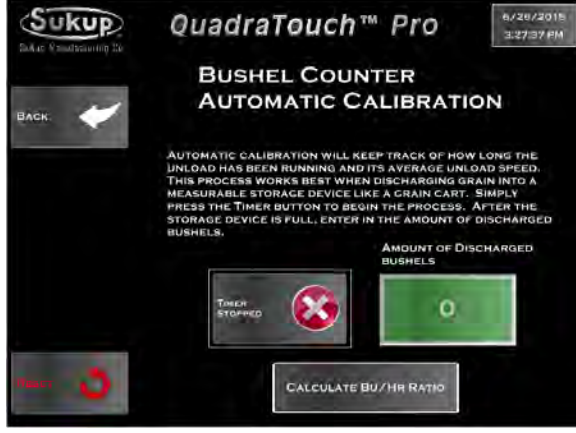 Sukup
Sukup Manufacturing Co
QuadraTouch™ Pro
6/26/2015
3:27:37 PM
BUSHEL COUNTER
AUTOMATIC CALIBRATION
BACK
AUTOMATIC CALIBRATION WILL KEEP TRACK OF HOW LONG THE
UNLOAD HAS BEEN RUNNING AND ITS AVERAGE UNLOAD SPEED.
THIS PROCESS WORKS BEST WHEN DISCHARGING GRAIN INTO A
MEASURABLE STORAGE DEVICE LIKE A GRAIN CART. SIMPLY
PRESS THE TIMER BUTTON TO BEGIN THE PROCESS. AFTER THE
STORAGE DEVICE IS FULL, ENTER IN THE AMOUNT OF DISCHARGED
BUSHELS.
AMOUNT OF DISCHARGED
BUSHELS
TIMER
STOPPED
0
CALCULATE BU/HR RATIO